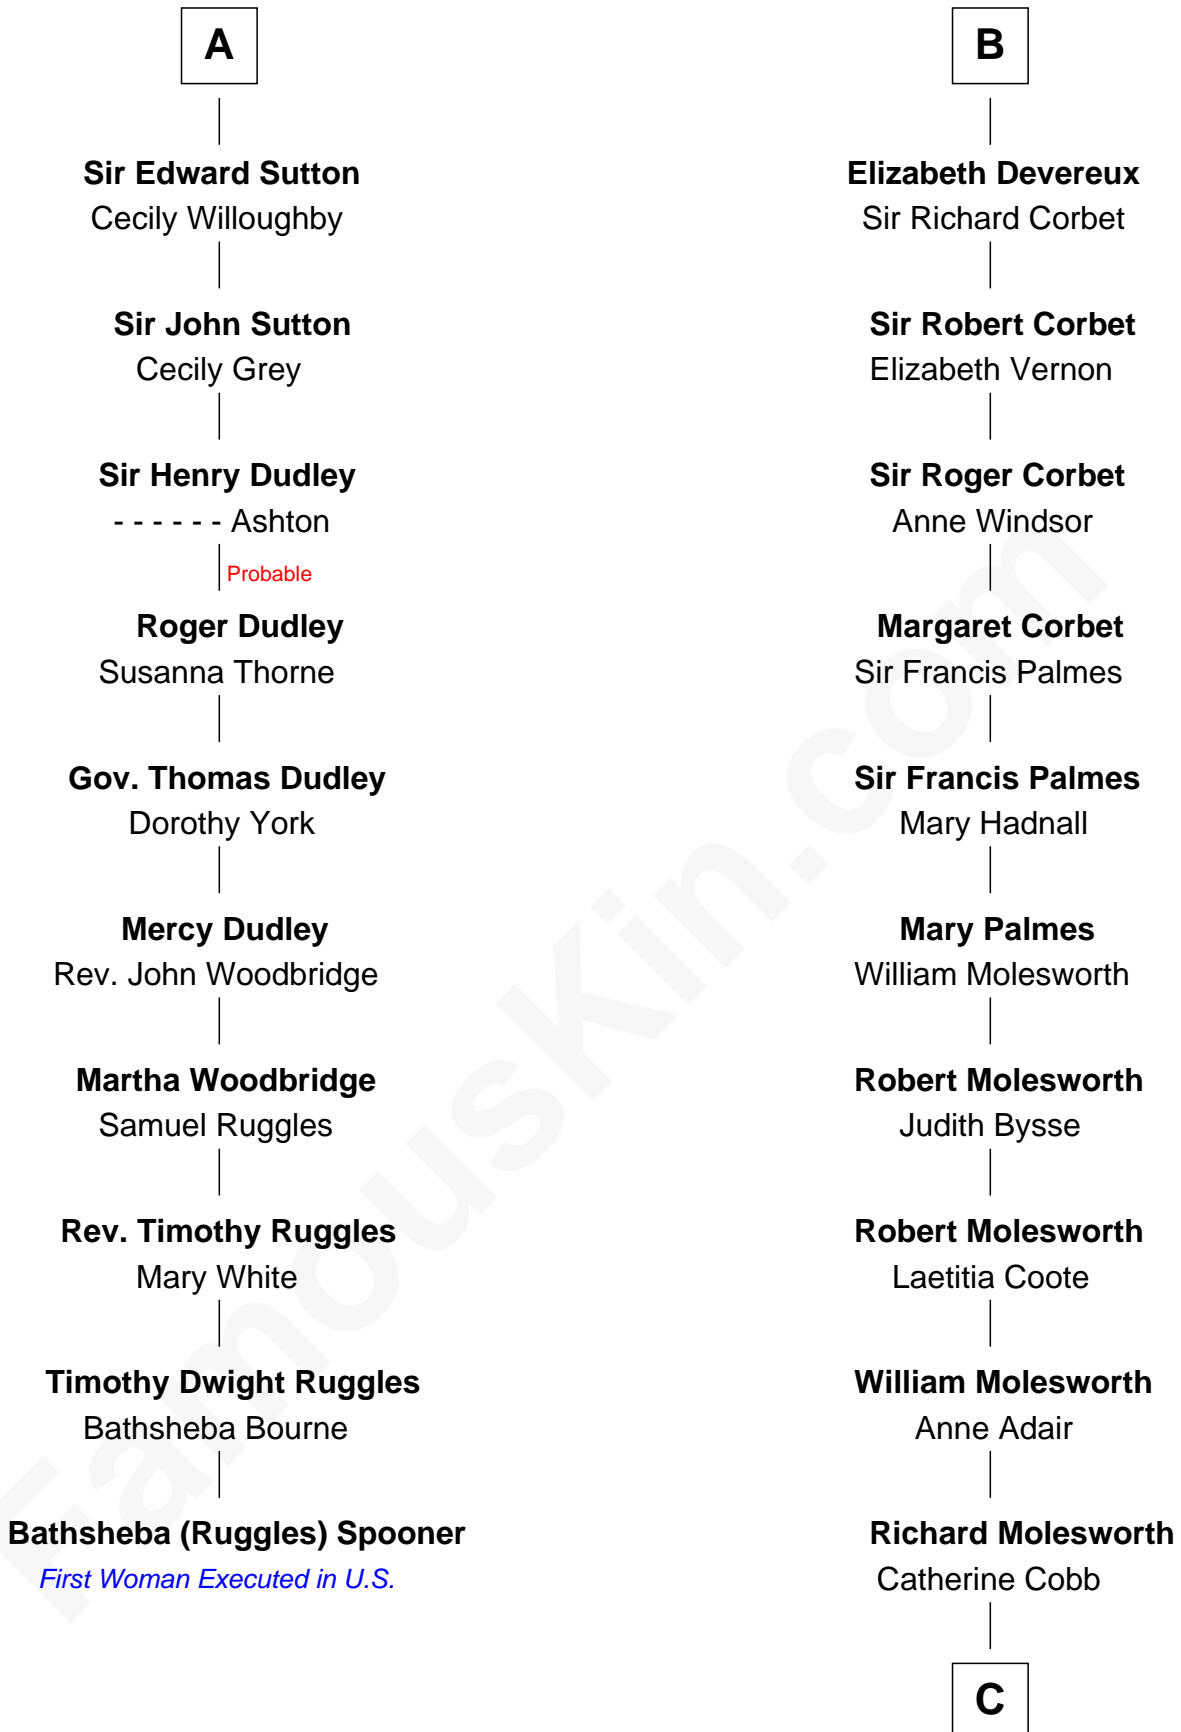 A
Sir Edward Sutton
Cecily Willoughby
Sir John Sutton
Cecily Grey
Sir Henry Dudley
- - - - - - Ashton
Probable
Roger Dudley
Susanna Thorne
Gov. Thomas Dudley
Dorothy York
Mercy Dudley
Rev. John Woodbridge
Martha Woodbridge
Samuel Ruggles
Rev. Timothy Ruggles
Mary White
Timothy Dwight Ruggles
Bathsheba Bourne
Bathsheba (Ruggles) Spooner
First Woman Executed in U.S.
B
Elizabeth Devereux
Sir Richard Corbet
Sir Robert Corbet
Elizabeth Vernon
Sir Roger Corbet
Anne Windsor
Margaret Corbet
Sir Francis Palmes
Sir Francis Palmes
Mary Hadnall
Mary Palmes
William Molesworth
Robert Molesworth
Judith Bysse
Robert Molesworth
Laetitia Coote
William Molesworth
Anne Adair
Richard Molesworth
Catherine Cobb
C
FamousKin.com